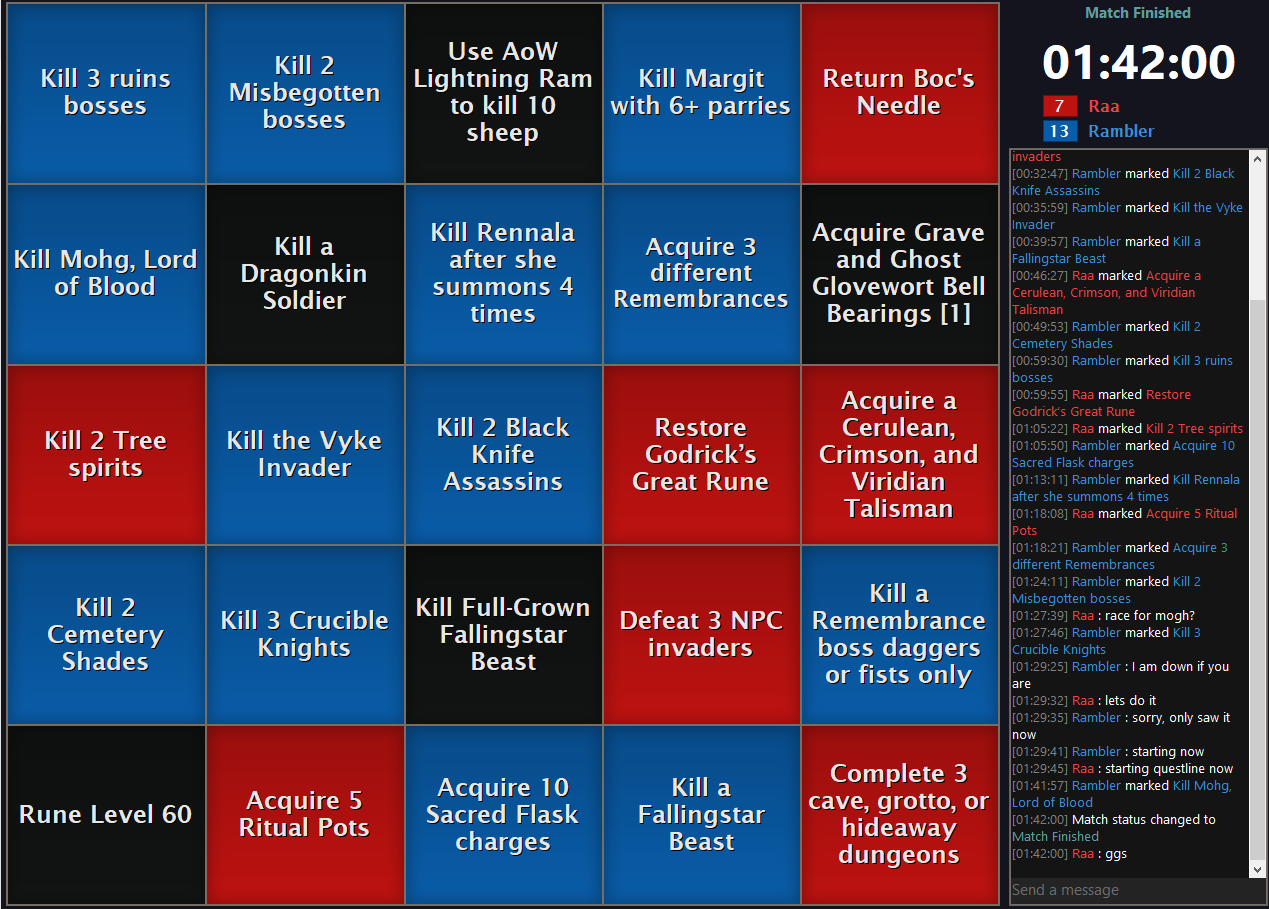 Kill 3 ruins
bosses
Kill 2
Misbegotten
bosses
Use AoW
Lightning Ram
to kill 10
sheep
Kill Margit
with 6+ parries
Return Boc's
Needle
Kill Mohg, Lord
of Blood
Kill a
Dragonkin
Soldier
Kill Rennala
after she
summons 4
times
Acquire 3
different
Remembrances
Acquire Grave
and Ghost
Glovewort Bell
Bearings [1]
Kill 2 Tree
spirits
Kill the Vyke
Invader
Kill 2 Black
Knife
Assassins
Restore
Godrick’s
Great Rune
Acquire a
Cerulean,
Crimson, and
Viridian
Talisman
Kill 2
Cemetery
Shades
Kill 3 Crucible
Knights
Kill Full-Grown
Fallingstar
Beast
Defeat 3 NPC
invaders
Kill a
Remembrance
boss daggers
or fists only
Rune Level 60
Acquire 5
Ritual Pots
Acquire 10
Sacred Flask
charges
Kill a
Fallingstar
Beast
Complete 3
cave, grotto, or
hideaway
dungeons
Match Finished
01:42:00
7 Raa
13 Rambler
invaders
[00:32:47] Rambler marked Kill 2 Black
Knife Assassins
[00:35:59] Rambler marked Kill the Vyke
Invader
[00:39:57] Rambler marked Kill a
Fallingstar Beast
[00:46:27] Raa marked Acquire a
Cerulean, Crimson, and Viridian
Talisman
[00:49:53] Rambler marked Kill 2
Cemetery Shades
[00:59:30] Rambler marked Kill 3 ruins
bosses
[00:59:55] Raa marked Restore
Godrick’s Great Rune
[01:05:22] Raa marked Kill 2 Tree spirits
[01:05:50] Rambler marked Acquire 10
Sacred Flask charges
[01:13:11] Rambler marked Kill Rennala
after she summons 4 times
[01:18:08] Raa marked Acquire 5 Ritual
Pots
[01:18:21] Rambler marked Acquire 3
different Remembrances
[01:24:11] Rambler marked Kill 2
Misbegotten bosses
[01:27:39] Raa : race for mogh?
[01:27:46] Rambler marked Kill 3
Crucible Knights
[01:29:25] Rambler : I am down if you
are
[01:29:32] Raa : lets do it
[01:29:35] Rambler : sorry, only saw it
now
[01:29:41] Rambler : starting now
[01:29:45] Raa : starting questline now
[01:41:57] Rambler marked Kill Mohg,
Lord of Blood
[01:42:00] Match status changed to
Match Finished
[01:42:00] Raa : ggs
Send a message